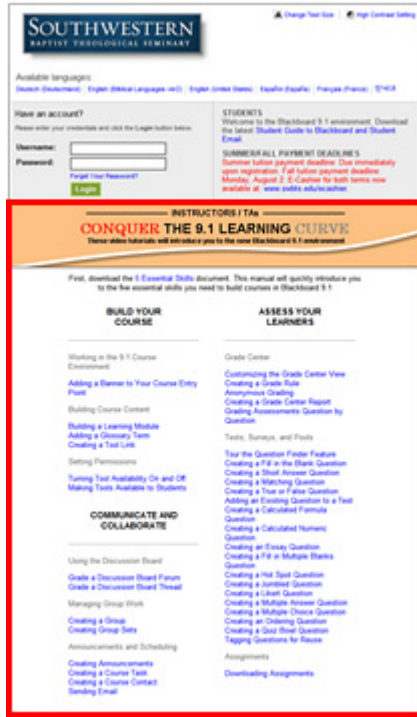 Change Text Size High Contrast Setting
SOUTHWESTERN
BAPTIST THEOLOGICAL SEMINARY
Available languages:
Deutsch (Deutschland) English (Biblical Languages -ok2) English (United States) Español (España) Français (France)
Have an account?
Please enter your credentials and click the Login button below.
Username:
Password:
Forgot Your Password?
Login
STUDENTS
Welcome to the Blackboard 9.1 environment. Download
the latest Student Guide to Blackboard and Student
Email.
SUMMER/FALL PAYMENT DEADLINES
Summer tuition payment deadline: Due immediately
upon registration. Fall tuition payment deadline:
Monday, August 2. E-Cashier for both terms now
available at: www.swbts.edu/ecashier
INSTRUCTORS / TAs
CONQUER THE 9.1 LEARNING CURVE
These video tutorials will introduce you to the new Blackboard 9.1 environment
First, download the 5 Essential Skills document. This manual will quickly introduce you
to the five essential skills you need to build courses in Blackboard 9.1
BUILD YOUR
COURSE
Working in the 9.1 Course
Environment
Adding a Banner to Your Course Entry
Point
Building Course Content
Building a Learning Module
Adding a Glossary Term
Creating a Tool Link
Setting Permissions
Turning Tool Availability On and Off
Making Tools Available to Students
COMMUNICATE AND
COLLABORATE
Using the Discussion Board
Grade a Discussion Board Forum
Grade a Discussion Board Thread
Managing Group Work
Creating a Group
Creating Group Sets
Announcements and Scheduling
Creating Announcements
Creating a Course Task
Creating a Course Contact
Sending Email
ASSESS YOUR
LEARNERS
Grade Center
Customizing the Grade Center View
Creating a Grade Rule
Anonymous Grading
Creating a Grade Center Report
Grading Assessments Question by
Question
Tests, Surveys, and Pools
Tour the Question Finder Feature
Creating a Fill in the Blank Question
Creating a Short Answer Question
Creating a Matching Question
Creating a True or False Question
Adding an Existing Question to a Test
Creating a Calculated Formula
Question
Creating a Calculated Numeric
Question
Creating an Essay Question
Creating a Fill in Multiple Blanks
Question
Creating a Hot Spot Question
Creating a Jumbled Question
Creating a Likert Question
Creating a Multiple Answer Question
Creating a Multiple Choice Question
Creating an Ordering Question
Creating a Quiz Bowl Question
Tagging Questions for Reuse
Assignments
Downloading Assignments